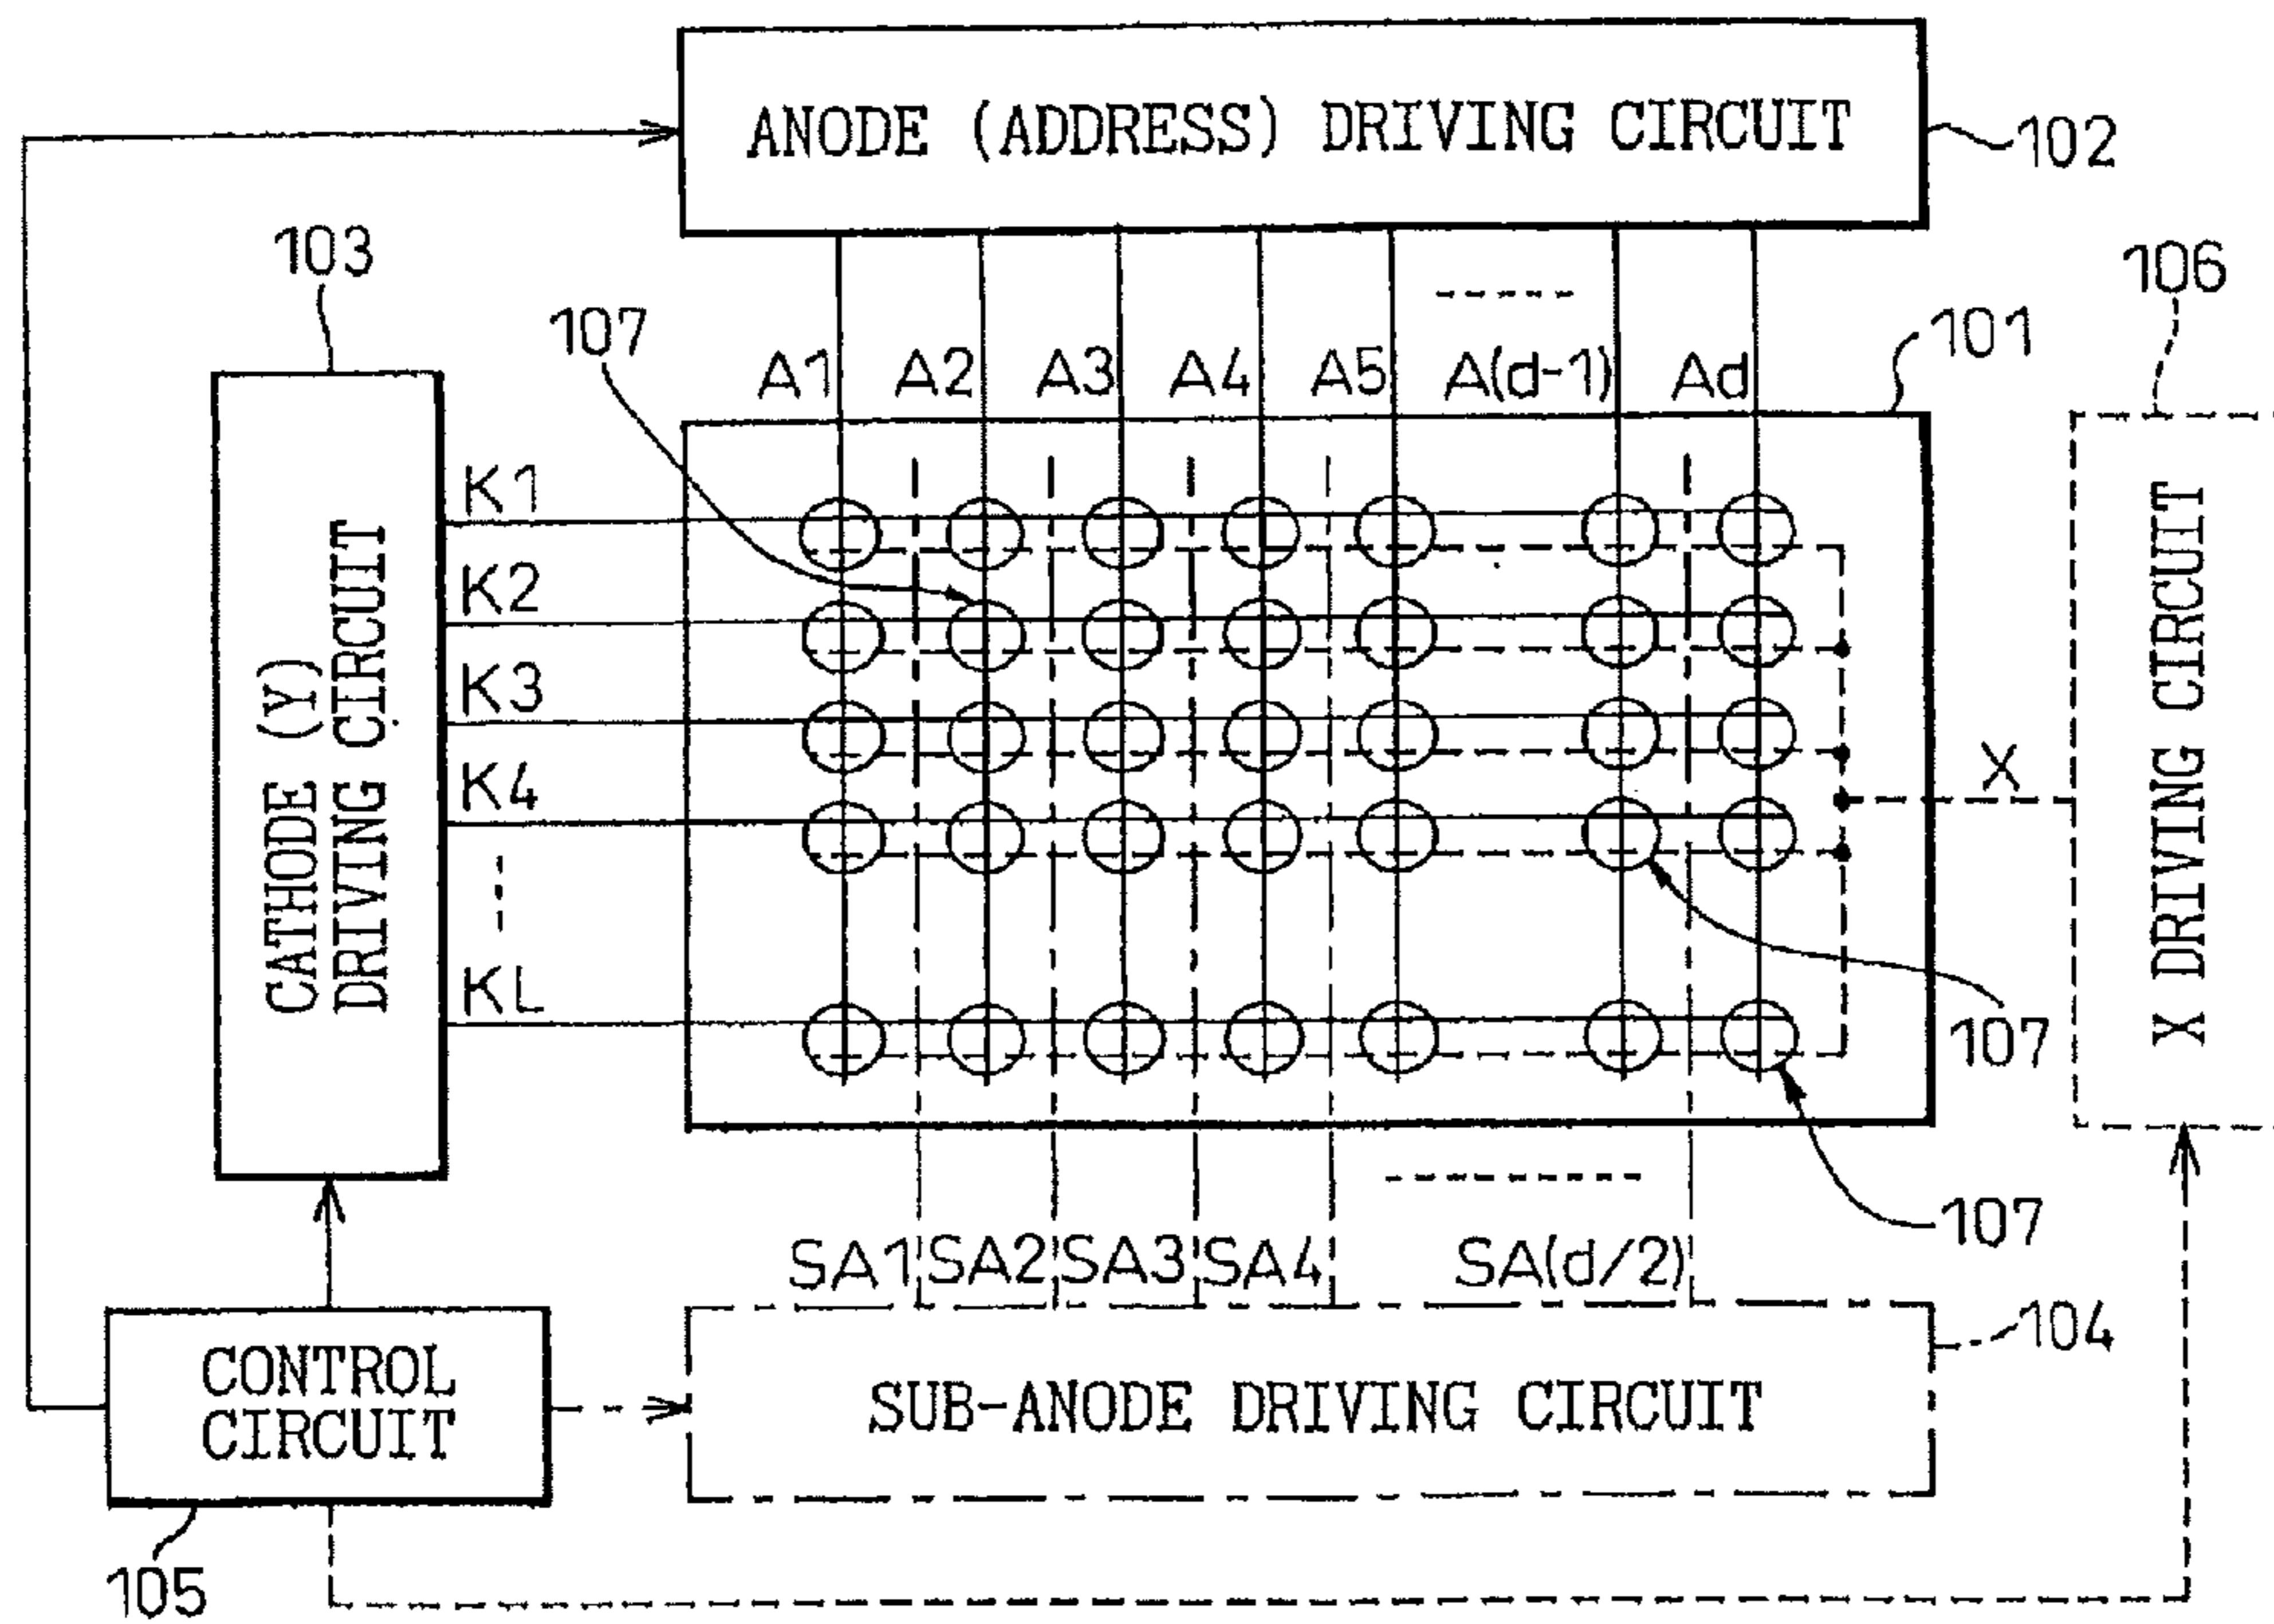 ANODE (ADDRESS) DRIVING CIRCUIT
102
103
106
107
101
A1 A2 A3 A4 A5 A(d-1) Ad
K1
K2
K3
K4
KL
CATHODE (Y)
DRIVING CIRCUIT
X
X DRIVING CIRCUIT
107
107
SA1 SA2 SA3 SA4 SA(d/2)
104
CONTROL
CIRCUIT
SUB-ANODE DRIVING CIRCUIT
105